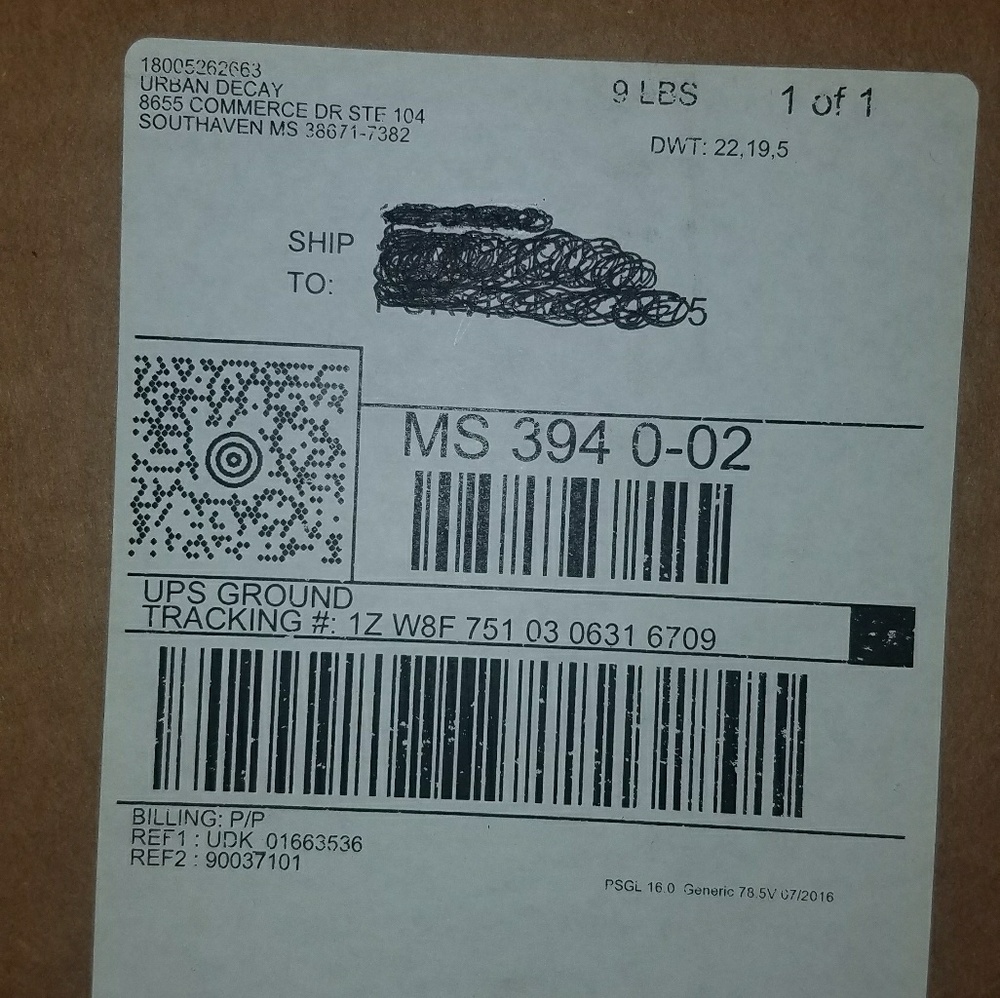 18005262663
URBAN DECAY
8655 COMMERCE DR STE 104
SOUTHAVEN MS 38671-7382
9 LBS
1 of 1
DWT: 22,19,5
SHIP
TO:
MS 394 0-02
UPS GROUND
TRACKING #: 1Z W8F 751 03 0631 6709
BILLING: P/P
REF1 : UDK_01663536
REF2 : 90037101
PSGL 16.0 Generic 78.5V 07/2016